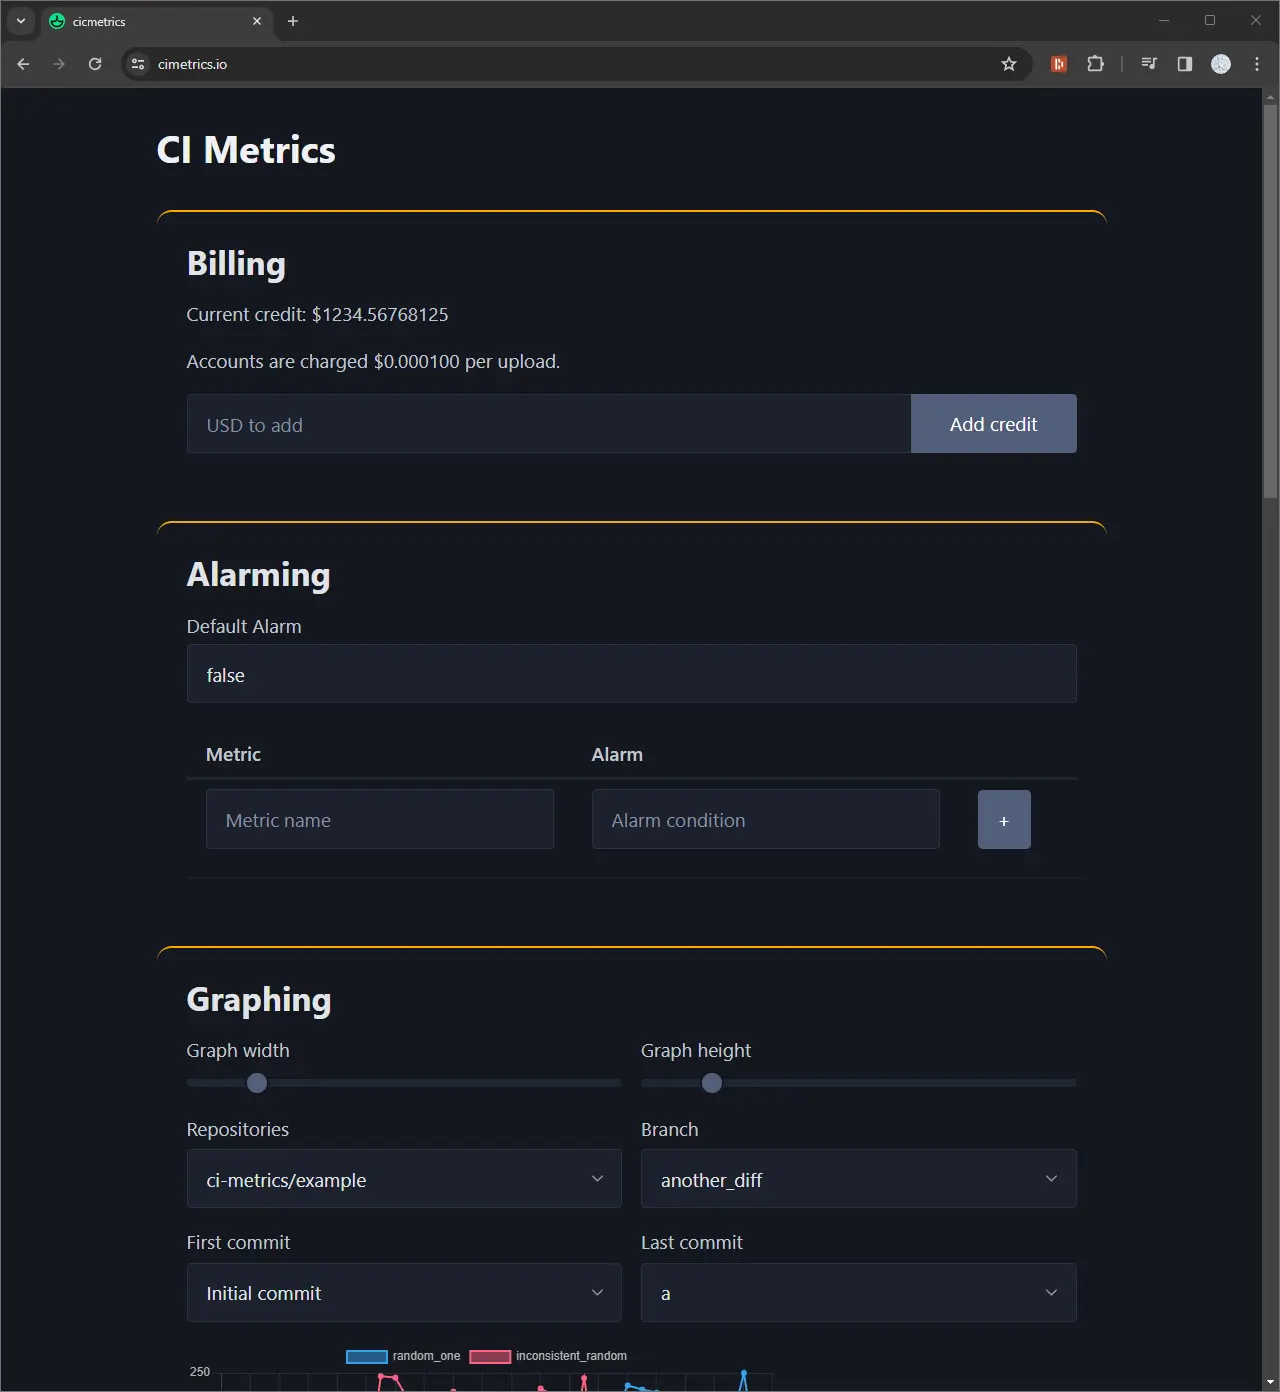 cicmetrics
cimetrics.io
CI Metrics
Billing
Current credit: $1234.56768125
Accounts are charged $0.000100 per upload.
USD to add
Add credit
Alarming
Default Alarm
false
Metric Alarm
Metric name Alarm condition +
Graphing
Graph width Graph height
Repositories Branch
ci-metrics/example another_diff
First commit Last commit
Initial commit a
random_one inconsistent_random
250